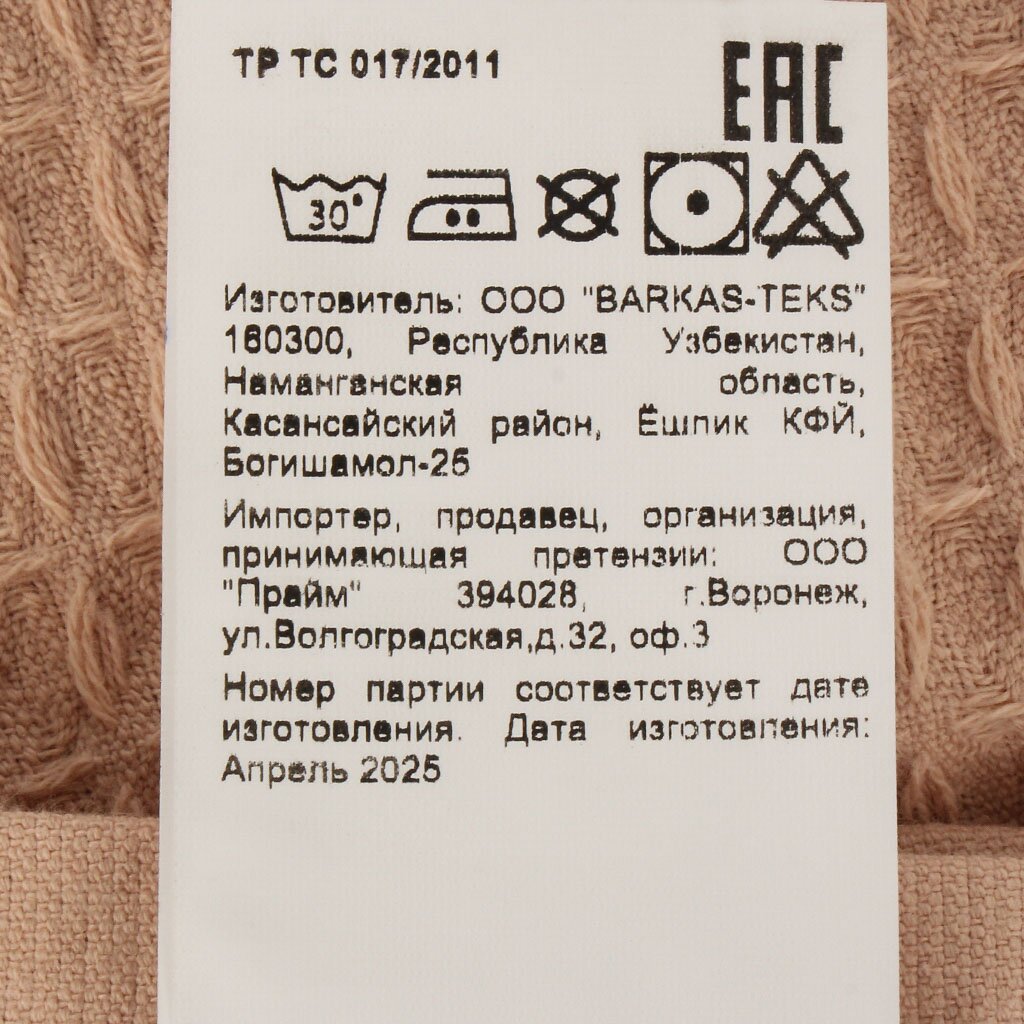 ТР ТС 017/2011
EAC
30°
Изготовитель: ООО "BARKAS-TEKS"
160300, Республика Узбекистан,
Наманганская область,
Касансайский район, Ёшлик КФЙ,
Богишамол-26
Импортер, продавец, организация,
принимающая претензии: ООО
"Прайм" 394028, г.Воронеж,
ул.Волгоградская,д.32, оф.3
Номер партии соответствует дате
изготовления. Дата изготовления:
Апрель 2025